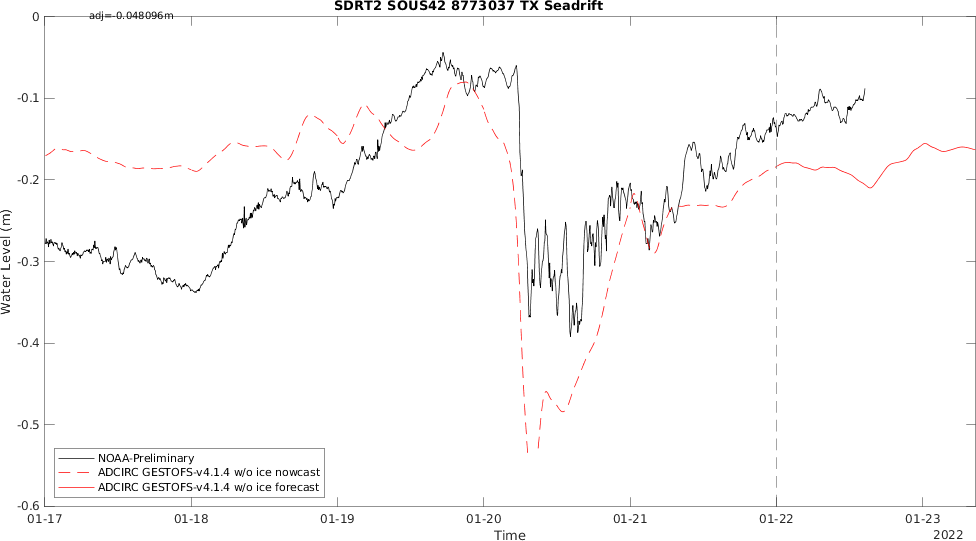 SDRT2 SOUS42 8773037 TX Seadrift
adj=-0.048096m
0
-0.1
-0.2
-0.3
-0.4
-0.5
-0.6
Water Level (m)
NOAA-Preliminary
ADCIRC GESTOFS-v4.1.4 w/o ice nowcast
ADCIRC GESTOFS-v4.1.4 w/o ice forecast
01-17 01-18 01-19 01-20 01-21 01-22 01-23
Time
2022